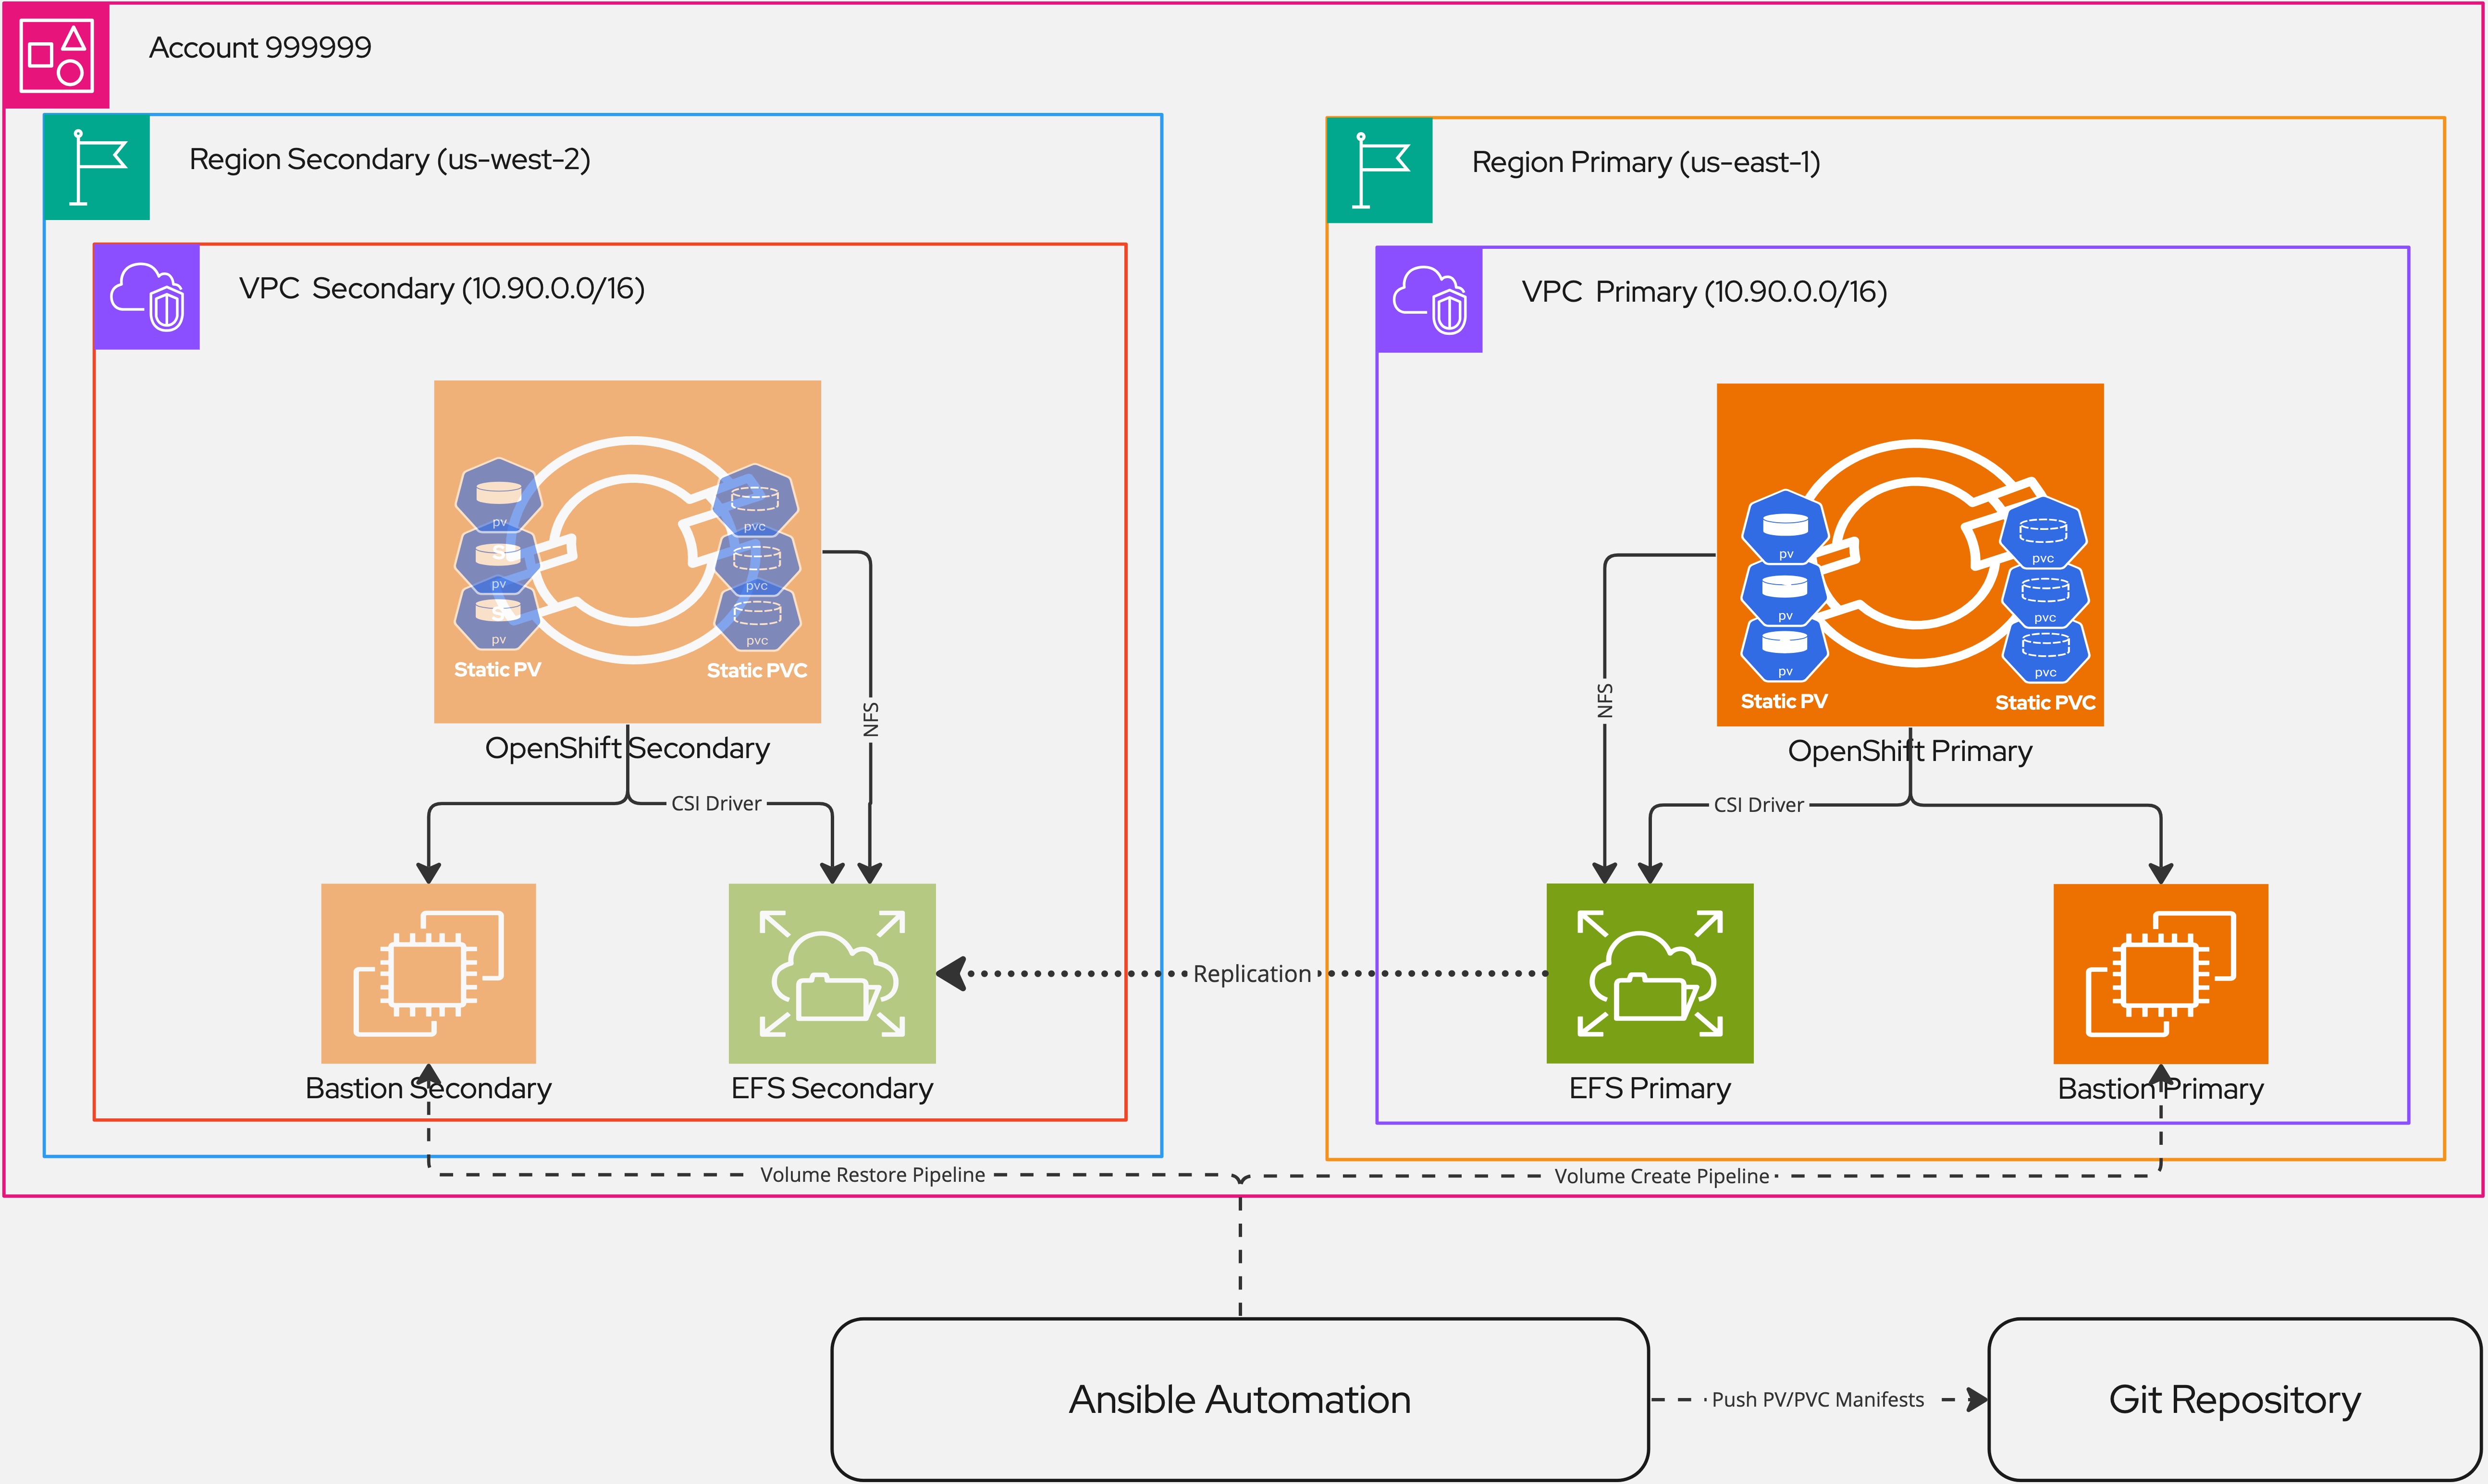 Account 999999
Region Secondary (us-west-2)
VPC Secondary (10.90.0.0/16)
pv
pvc
S
pv
pvc
S
pv
pvc
Static PV
Static PVC
OpenShift Secondary
NFS
CSI Driver
Bastion Secondary
EFS Secondary
Replication
Region Primary (us-east-1)
VPC Primary (10.90.0.0/16)
pv
pvc
pv
pvc
pv
pvc
Static PV
Static PVC
NFS
OpenShift Primary
CSI Driver
EFS Primary
Bastion Primary
Volume Restore Pipeline
Volume Create Pipeline
Ansible Automation
Push PV/PVC Manifests
Git Repository